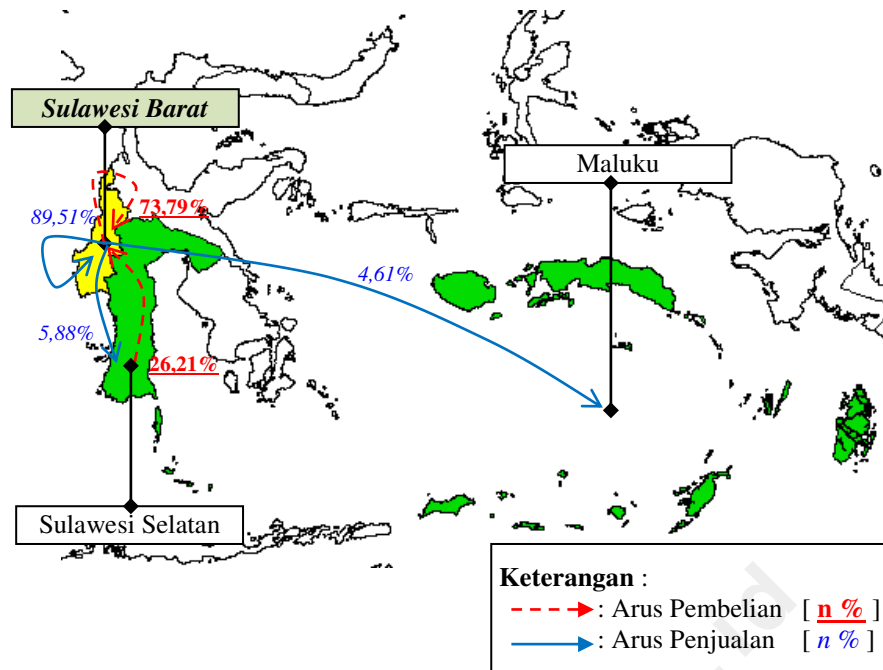 Sulawesi Barat
Maluku
73,79%
89,51%
4,61%
5,88%
26,21%
Sulawesi Selatan
Keterangan :
: Arus Pembelian [ n % ]
: Arus Penjualan [ n % ]